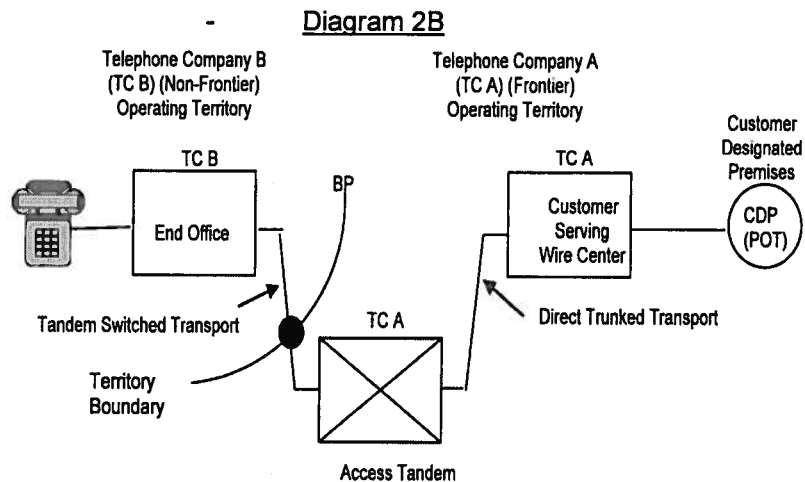 Diagram 2B
Telephone Company B
(TC B) (Non-Frontier)
Operating Territory
Telephone Company A
(TC A) (Frontier)
Operating Territory
Customer
Designated
Premises
TC B
BP
TC A
End Office
Customer
Serving
Wire Center
CDP
(POT)
Tandem Switched Transport
TC A
Direct Trunked Transport
Territory
Boundary
Access Tandem